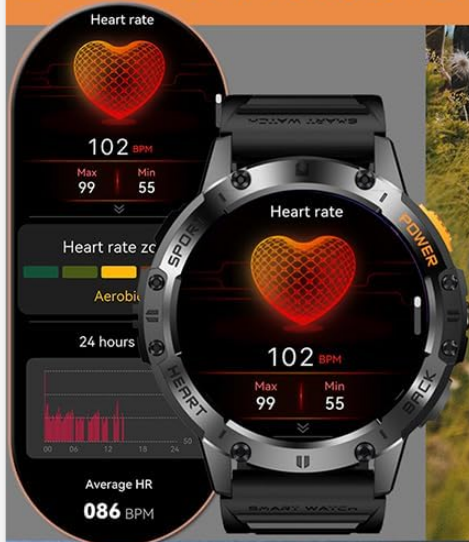 Heart rate
102 BPM
Max Min
99 55
Heart rate zo
Aerobic
24 hours
50
00 06 12 18 24
Average HR
086 BPM
SMART WATCH
SPORT
POWER
HEART
BACK
Heart rate
102 BPM
Max Min
99 55
SMART WATCH